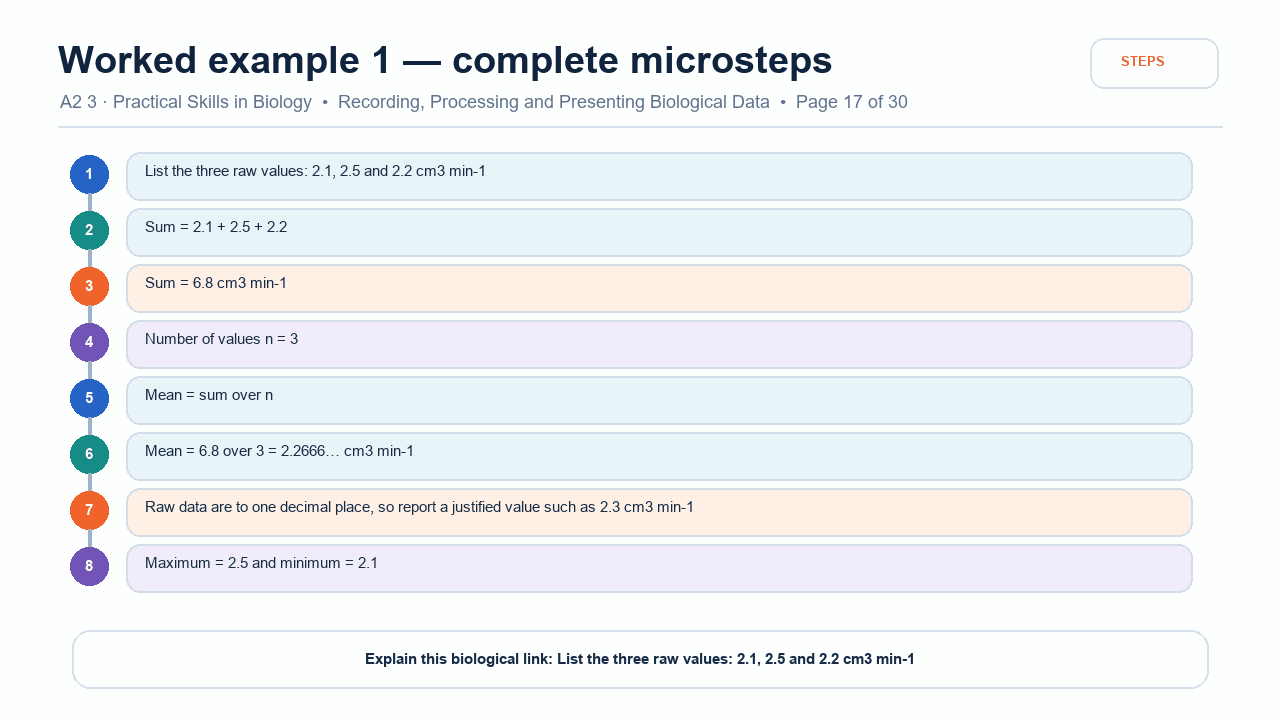 Worked example 1 — complete microsteps
STEPS
A2 3 · Practical Skills in Biology • Recording, Processing and Presenting Biological Data • Page 17 of 30
1 List the three raw values: 2.1, 2.5 and 2.2 cm3 min-1
2 Sum = 2.1 + 2.5 + 2.2
3 Sum = 6.8 cm3 min-1
4 Number of values n = 3
5 Mean = sum over n
6 Mean = 6.8 over 3 = 2.2666… cm3 min-1
7 Raw data are to one decimal place, so report a justified value such as 2.3 cm3 min-1
8 Maximum = 2.5 and minimum = 2.1
Explain this biological link: List the three raw values: 2.1, 2.5 and 2.2 cm3 min-1